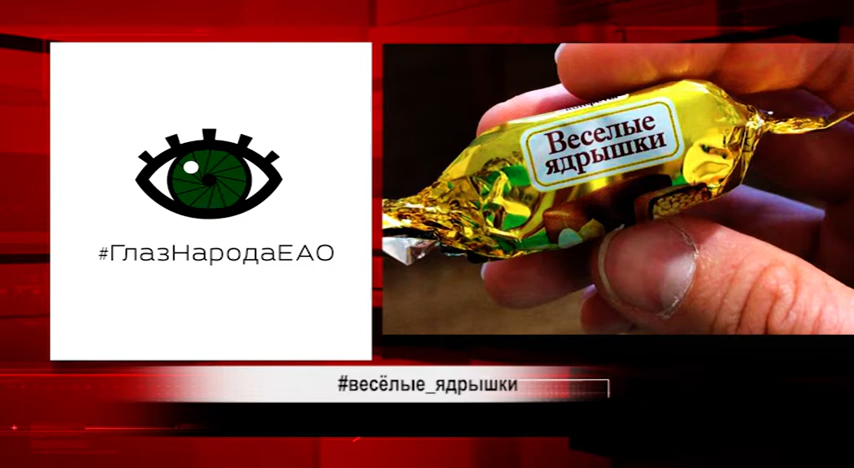 #ГлазНародаЕАО
Веселые
ядрышки
#весёлые_ядрышки